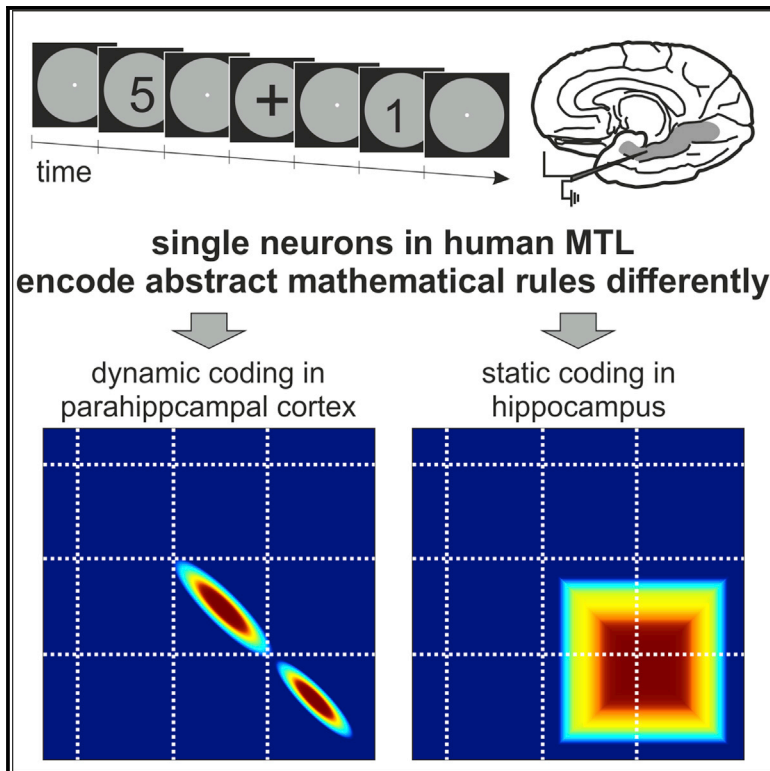 5
+
1
time
single neurons in human MTL
encode abstract mathematical rules differently
dynamic coding in
parahippcampal cortex
static coding in
hippocampus